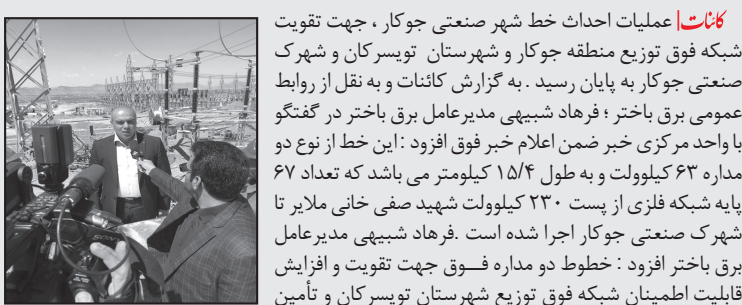 کائنات| عملیات احداث خط شهر صنعتی جوکار ، جهت تقویت
شبکه فوق توزیع منطقه جوکار و شهرستان تویسرکان و شهرک
صنعتی جوکار به پایان رسید . به گزارش کائنات و به نقل از روابط
عمومی برق باختر ؛ فرهاد شبیهی مدیرعامل برق باختر در گفتگو
با واحد مرکزی خبر ضمن اعلام خبر فوق افزود : این خط از نوع دو
مداره ۶۳ کیلوولت و به طول ۱۵/۴ کیلومتر می باشد که تعداد ۶۷
پایه شبکه فلزی از پست ۲۳۰ کیلوولت شهید صفی خانی ملایر تا
شهرک صنعتی جوکار اجرا شده است .فرهاد شبیهی مدیرعامل
برق باختر افزود : خطوط دو مداره فــوق جهت تقویت و افزایش
قابلیت اطمینان شبکه فوق توزیع شهرستان تویسرکان و تأمین